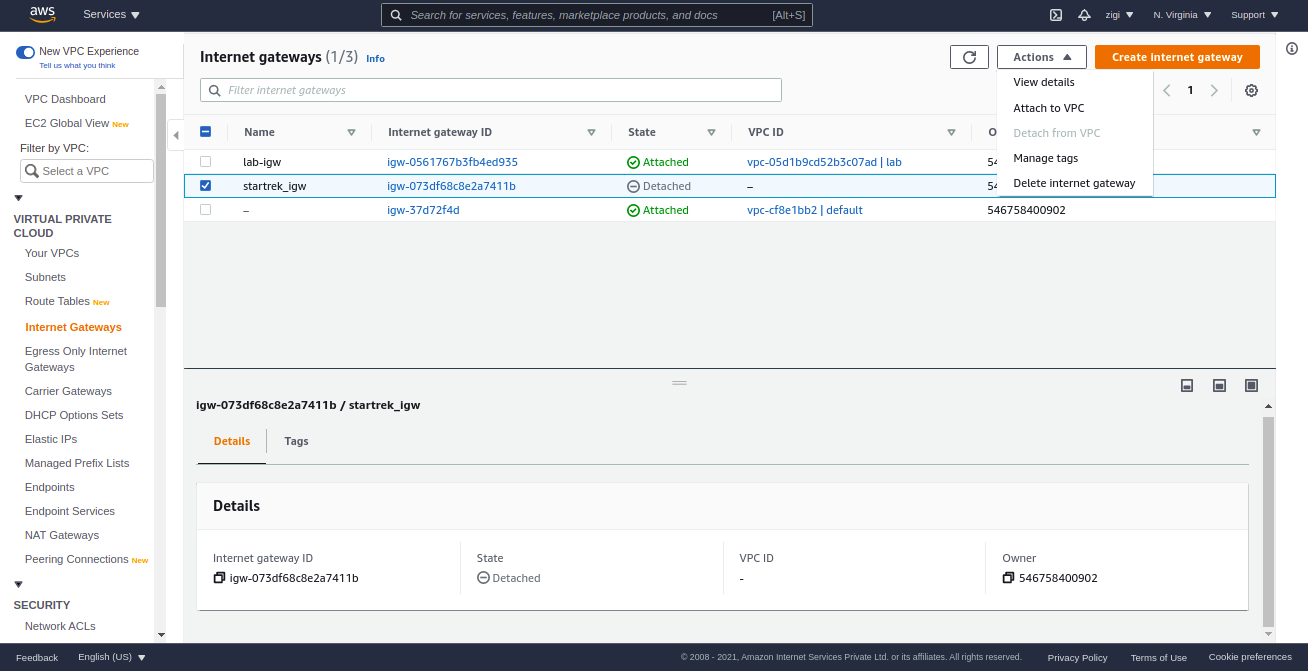 aws
Services
Search for services, features, marketplace products, and docs [Alt+S]
zigi
N. Virginia
Support
New VPC Experience
Tell us what you think
VPC Dashboard
EC2 Global View New
Filter by VPC:
Select a VPC
VIRTUAL PRIVATE
CLOUD
Your VPCs
Subnets
Route Tables New
Internet Gateways
Egress Only Internet
Gateways
Carrier Gateways
DHCP Options Sets
Elastic IPs
Managed Prefix Lists
Endpoints
Endpoint Services
NAT Gateways
Peering Connections New
SECURITY
Network ACLs
Internet gateways (1/3) Info
Actions
Create internet gateway
Filter internet gateways
1
View details
Attach to VPC
Detach from VPC
Manage tags
Delete internet gateway
Name Internet gateway ID State VPC ID O
lab-igw igw-0561767b3fb4ed935 Attached vpc-05d1b9cd52b3c07ad | lab 54
startrek_igw igw-073df68c8e2a7411b Detached – 54
– igw-37d72f4d Attached vpc-cf8e1bb2 | default 546758400902
igw-073df68c8e2a7411b / startrek_igw
Details Tags
Details
Internet gateway ID State VPC ID Owner
igw-073df68c8e2a7411b Detached - 546758400902
Feedback English (US) © 2008 - 2021, Amazon Internet Services Private Ltd. or its affiliates. All rights reserved. Privacy Policy Terms of Use Cookie preferences